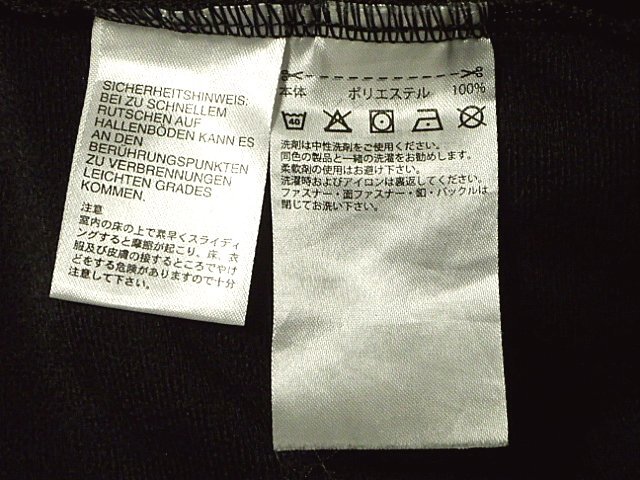 SICHERHEITSHINWEIS:
BEI ZU SCHNELLEM
RUTSCHEN AUF
HALLENBÖDEN KANN ES
AN DEN
BERÜHRUNGSPUNKTEN
ZU VERBRENNUNGEN
LEICHTEN GRADES
KOMMEN.
注意
室内の床の上で素早くスライディ
ングすると摩擦が起こり、床、衣
服及び皮膚の接するところでやけ
どをする危険がありますので十分
注意して下さい。
本体 ポリエステル 100%
40
洗剤は中性洗剤をご使用ください。
同色の製品と一緒の洗濯をお勧めします。
柔軟剤の使用はお避け下さい。
洗濯時およびアイロンは裏返してください。
ファスナー・面ファスナー・釦・バックルは
閉じてお洗い下さい。